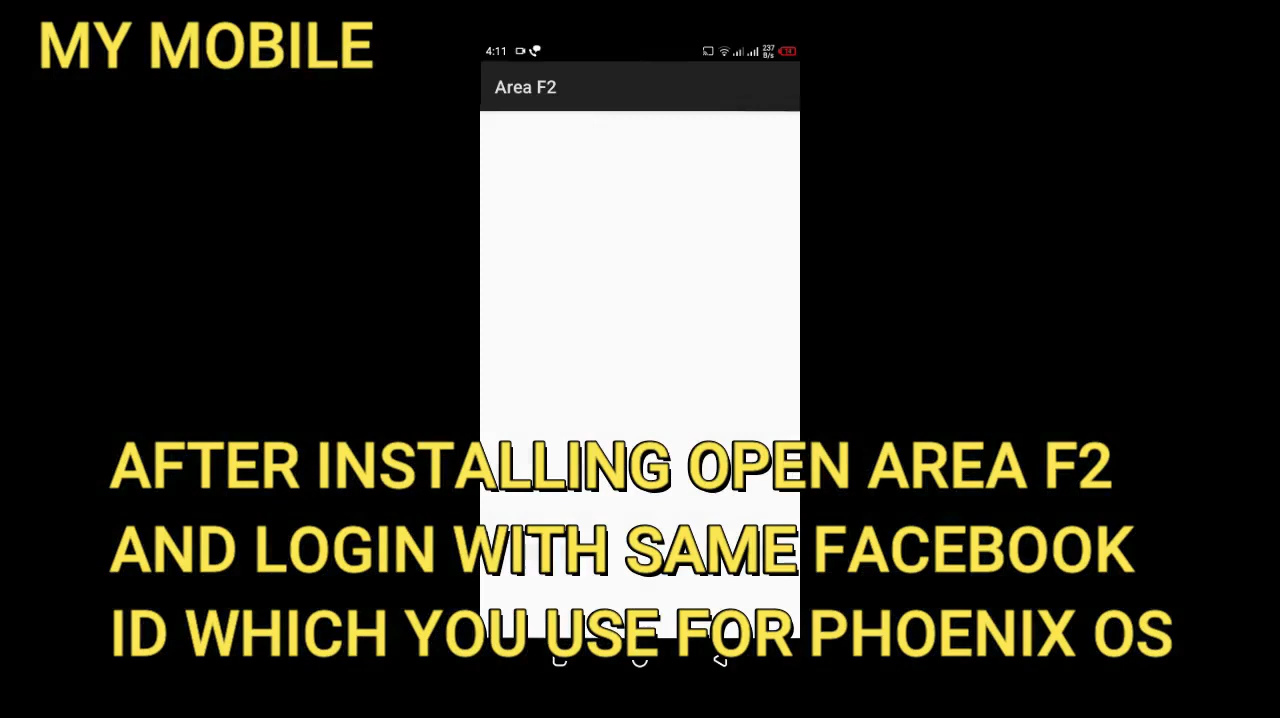 MY MOBILE
4:11
237
B/s
Area F2
AFTER INSTALLING OPEN AREA F2
AND LOGIN WITH SAME FACEBOOK
ID WHICH YOU USE FOR PHOENIX OS